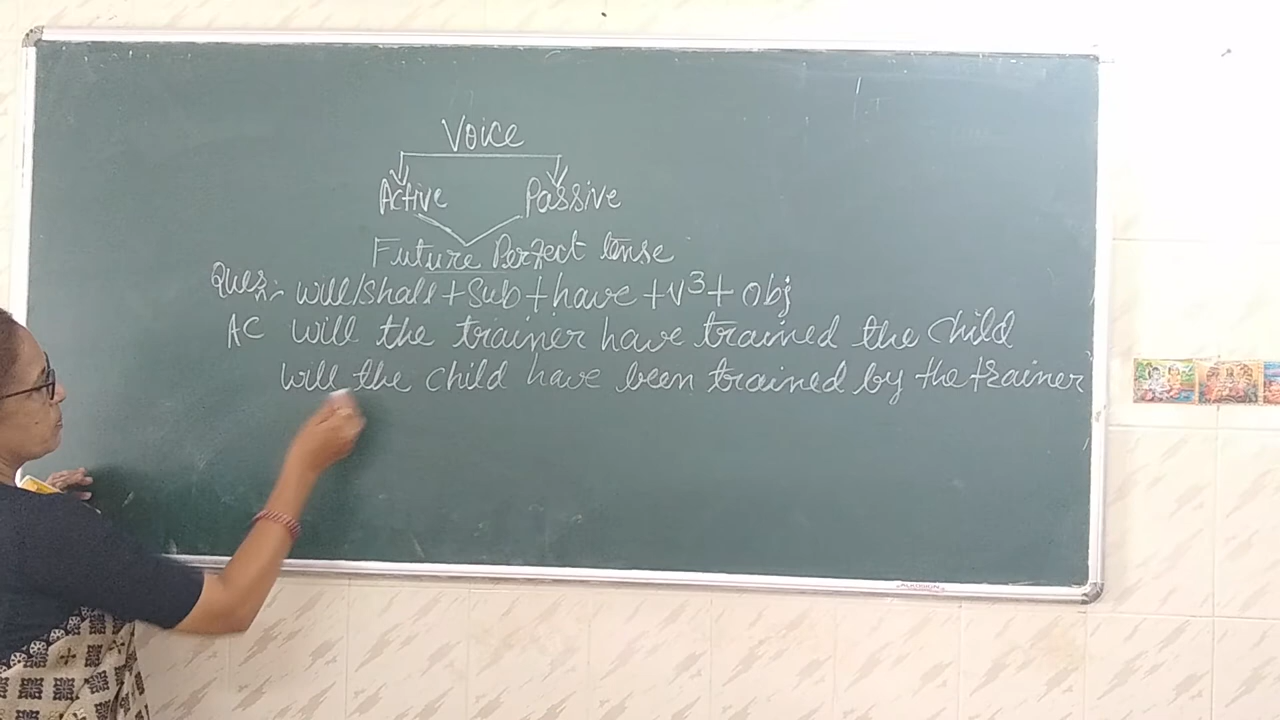 Voice
Active Passive
Future Perfect tense
Ques:- will/shall + Sub + have + V³ + Obj
AC will the trainer have trained the child
will the child have been trained by the trainer